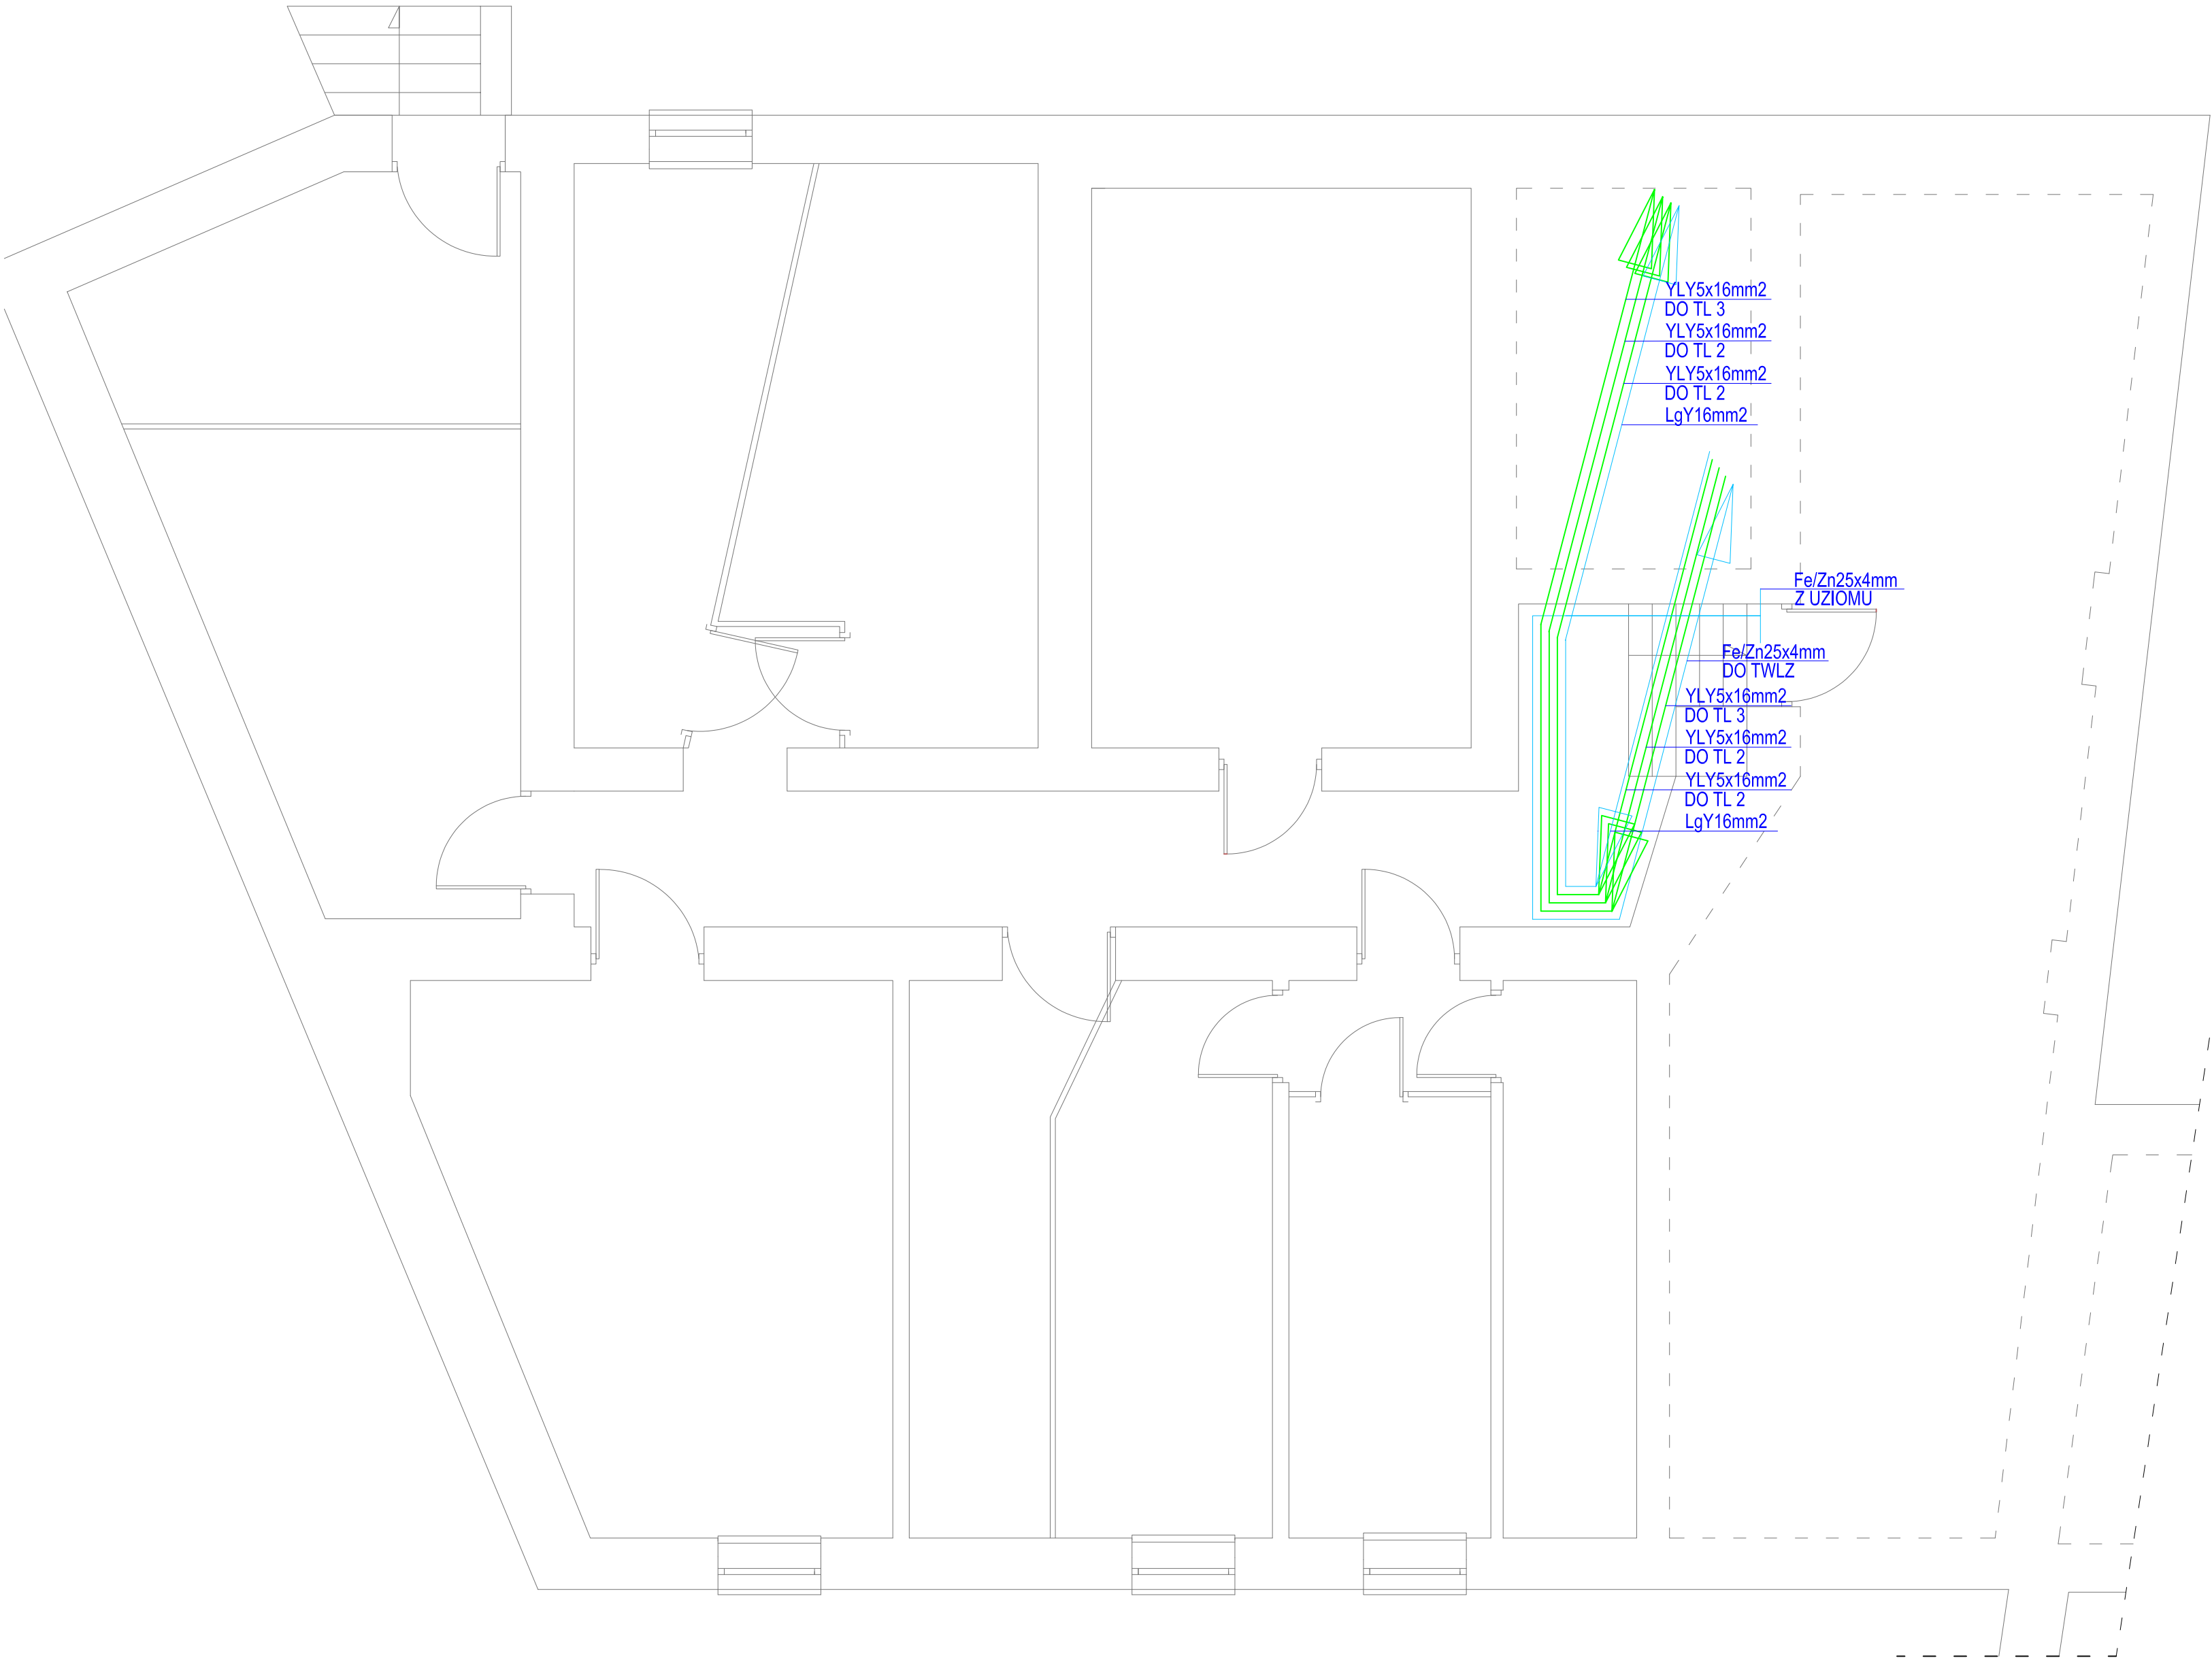 YLY5x16mm2
DO TL 3
YLY5x16mm2
DO TL 2
YLY5x16mm2
DO TL 2
LgY16mm2
Fe/Zn25x4mm
Z UZIOMU
Fe/Zn25x4mm
DO TWLZ
YLY5x16mm2
DO TL 3
YLY5x16mm2
DO TL 2
YLY5x16mm2
DO TL 2
LgY16mm2